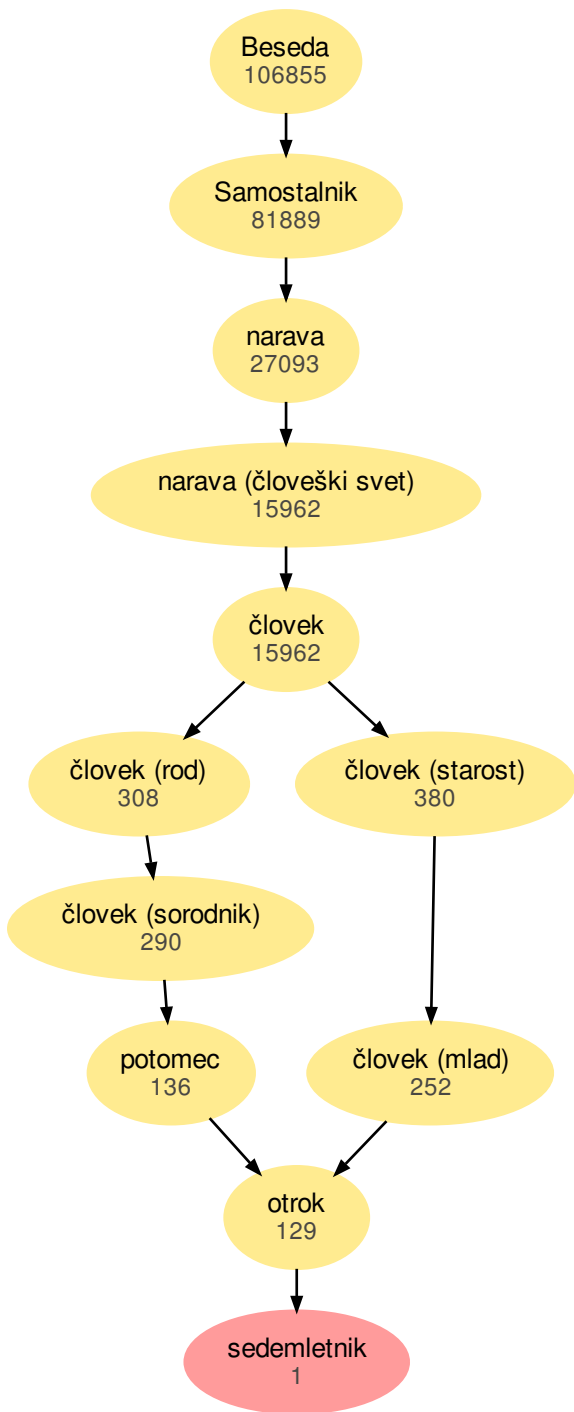 Beseda
106855
Samostalnik
81889
narava
27093
narava (človeški svet)
15962
človek
15962
človek (rod)
308
človek (starost)
380
človek (sorodnik)
290
potomec
136
človek (mlad)
252
otrok
129
sedemletnik
1